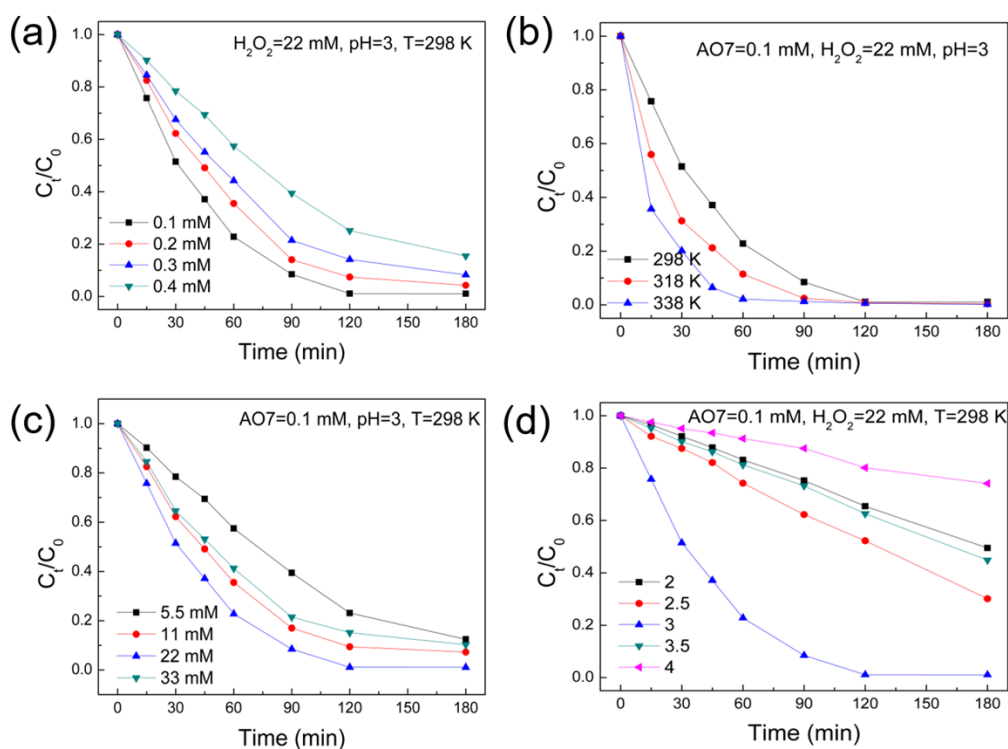 (a)
H₂O₂=22 mM, pH=3, T=298 K
Cₜ/C₀
1.0
0.8
0.6
0.4
0.2
0.0
0.1 mM
0.2 mM
0.3 mM
0.4 mM
0 30 60 90 120 150 180
Time (min)
(b)
AO7=0.1 mM, H₂O₂=22 mM, pH=3
Cₜ/C₀
1.0
0.8
0.6
0.4
0.2
0.0
298 K
318 K
338 K
0 30 60 90 120 150 180
Time (min)
(c)
AO7=0.1 mM, pH=3, T=298 K
Cₜ/C₀
1.0
0.8
0.6
0.4
0.2
0.0
5.5 mM
11 mM
22 mM
33 mM
0 30 60 90 120 150 180
Time (min)
(d)
AO7=0.1 mM, H₂O₂=22 mM, T=298 K
Cₜ/C₀
1.0
0.8
0.6
0.4
0.2
0.0
2
2.5
3
3.5
4
0 30 60 90 120 150 180
Time (min)